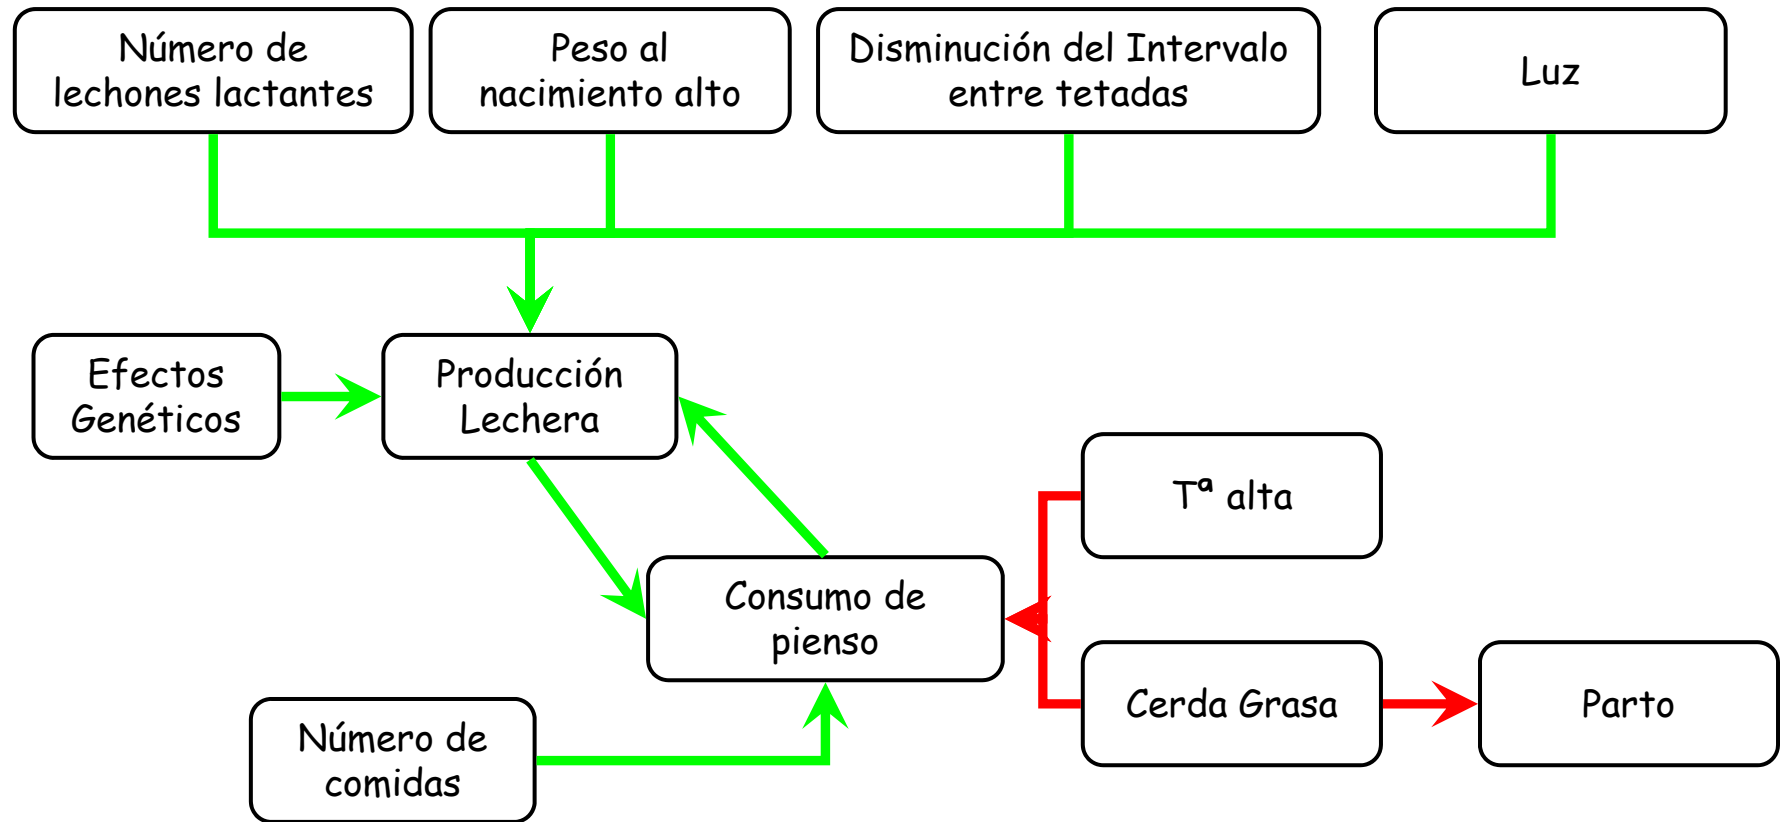 Número de
lechones lactantes
Peso al
nacimiento alto
Disminución del Intervalo
entre tetadas
Luz
Efectos
Genéticos
Producción
Lechera
Tª alta
Consumo de
pienso
Cerda Grasa
Parto
Número de
comidas